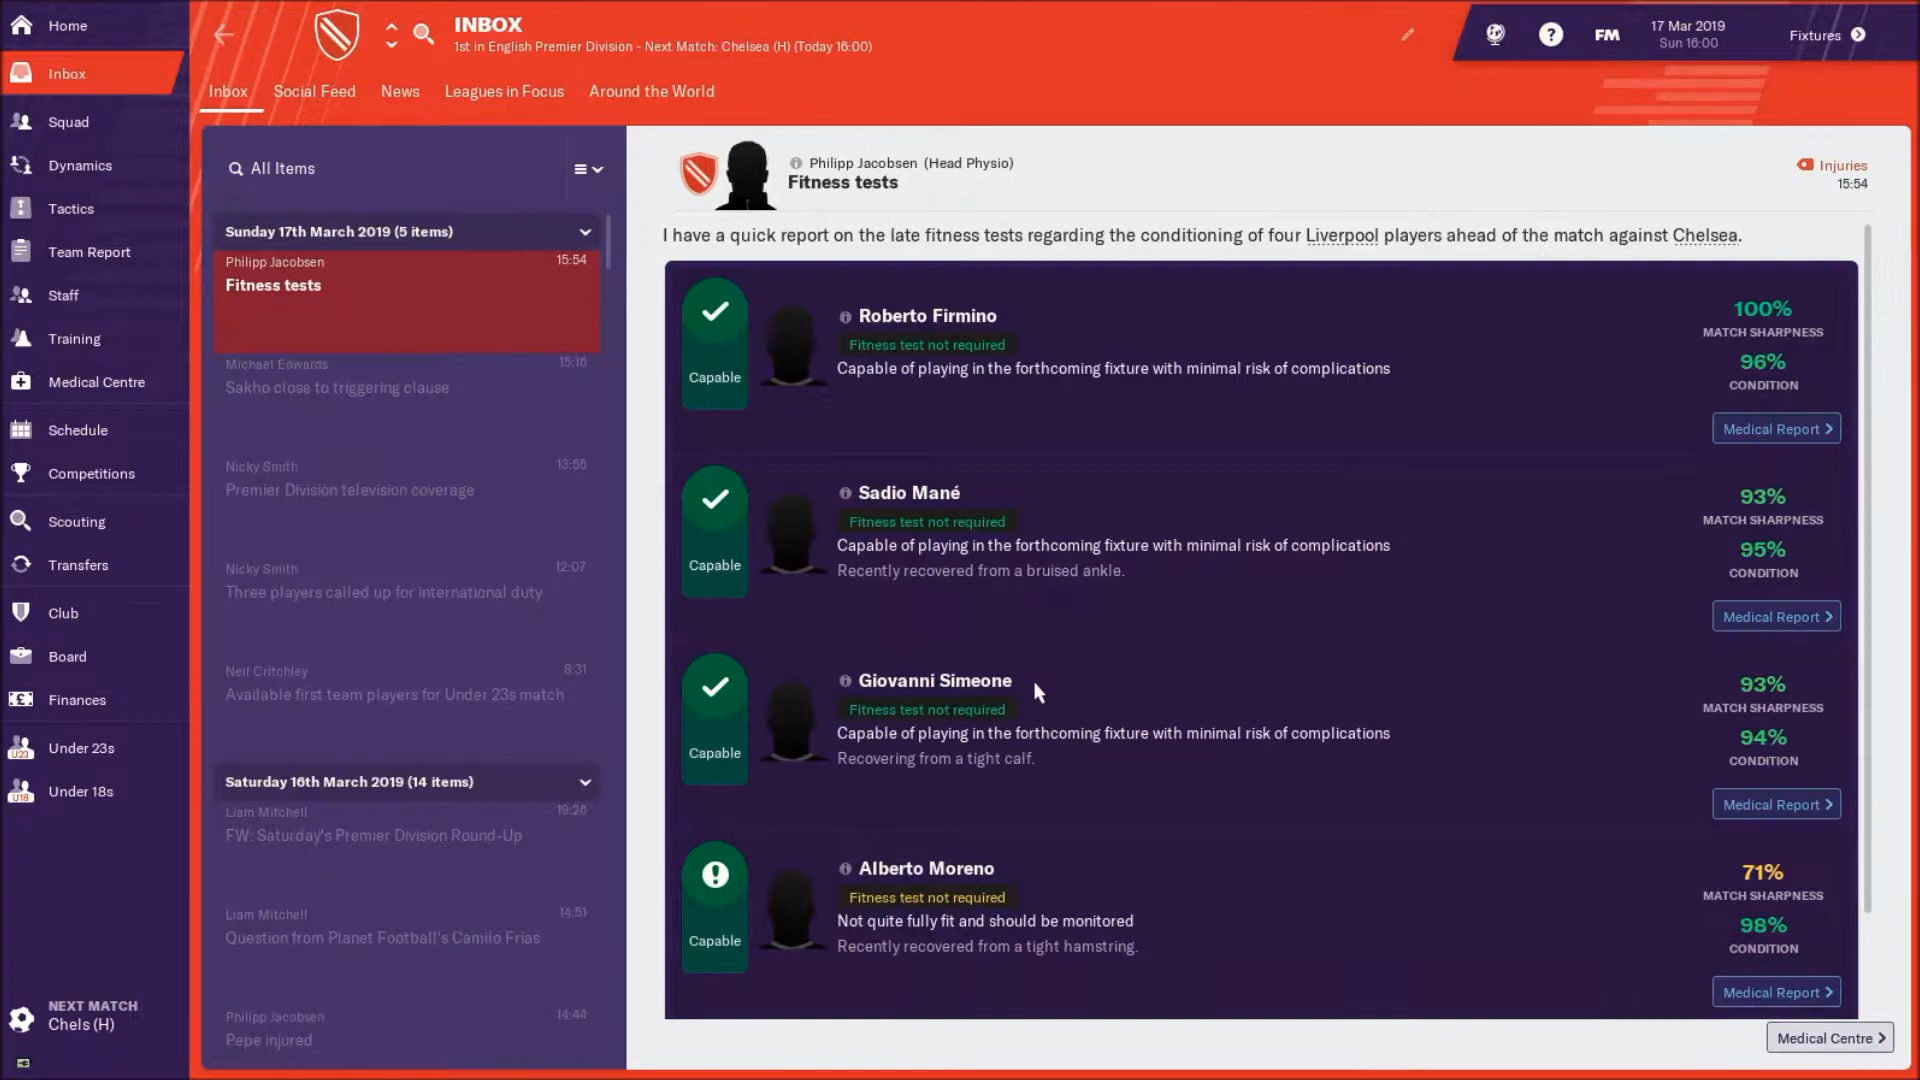 Home
Inbox
Squad
Dynamics
Tactics
Team Report
Staff
Training
Medical Centre
Schedule
Competitions
Scouting
Transfers
Club
Board
Finances
U23
Under 23s
U18
Under 18s
NEXT MATCH
Chels (H)
INBOX
1st in English Premier Division - Next Match: Chelsea (H) (Today 16:00)
FM
17 Mar 2019
Sun 16:00
Fixtures
Inbox
Social Feed
News
Leagues in Focus
Around the World
All Items
Sunday 17th March 2019 (5 items)
Philipp Jacobsen
15:54
Fitness tests
Michael Edwards
15:16
Sakho close to triggering clause
Nicky Smith
13:55
Premier Division television coverage
Nicky Smith
12:07
Three players called up for international duty
Neil Critchley
8:31
Available first team players for Under 23s match
Saturday 16th March 2019 (14 items)
Liam Mitchell
19:26
FW: Saturday's Premier Division Round-Up
Liam Mitchell
14:51
Question from Planet Football's Camilo Frias
Philipp Jacobsen
14:44
Pepe injured
Philipp Jacobsen (Head Physio)
Fitness tests
Injuries
15:54
I have a quick report on the late fitness tests regarding the conditioning of four Liverpool players ahead of the match against Chelsea.
Capable
Roberto Firmino
Fitness test not required
Capable of playing in the forthcoming fixture with minimal risk of complications
100%
MATCH SHARPNESS
96%
CONDITION
Medical Report
Capable
Sadio Mané
Fitness test not required
Capable of playing in the forthcoming fixture with minimal risk of complications
Recently recovered from a bruised ankle.
93%
MATCH SHARPNESS
95%
CONDITION
Medical Report
Capable
Giovanni Simeone
Fitness test not required
Capable of playing in the forthcoming fixture with minimal risk of complications
Recovering from a tight calf.
93%
MATCH SHARPNESS
94%
CONDITION
Medical Report
Capable
Alberto Moreno
Fitness test not required
Not quite fully fit and should be monitored
Recently recovered from a tight hamstring.
71%
MATCH SHARPNESS
98%
CONDITION
Medical Report
Medical Centre